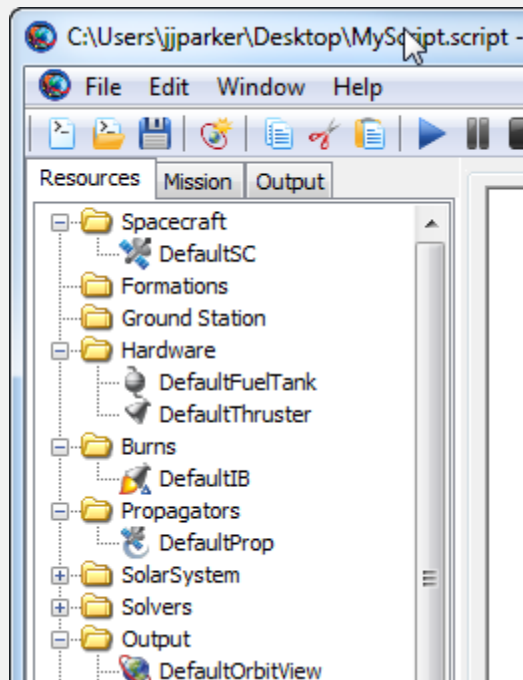 C:\Users\jjparker\Desktop\MyScript.script -
File Edit Window Help
Resources Mission Output
Spacecraft
DefaultSC
Formations
Ground Station
Hardware
DefaultFuelTank
DefaultThruster
Burns
DefaultIB
Propagators
DefaultProp
SolarSystem
Solvers
Output
DefaultOrbitView